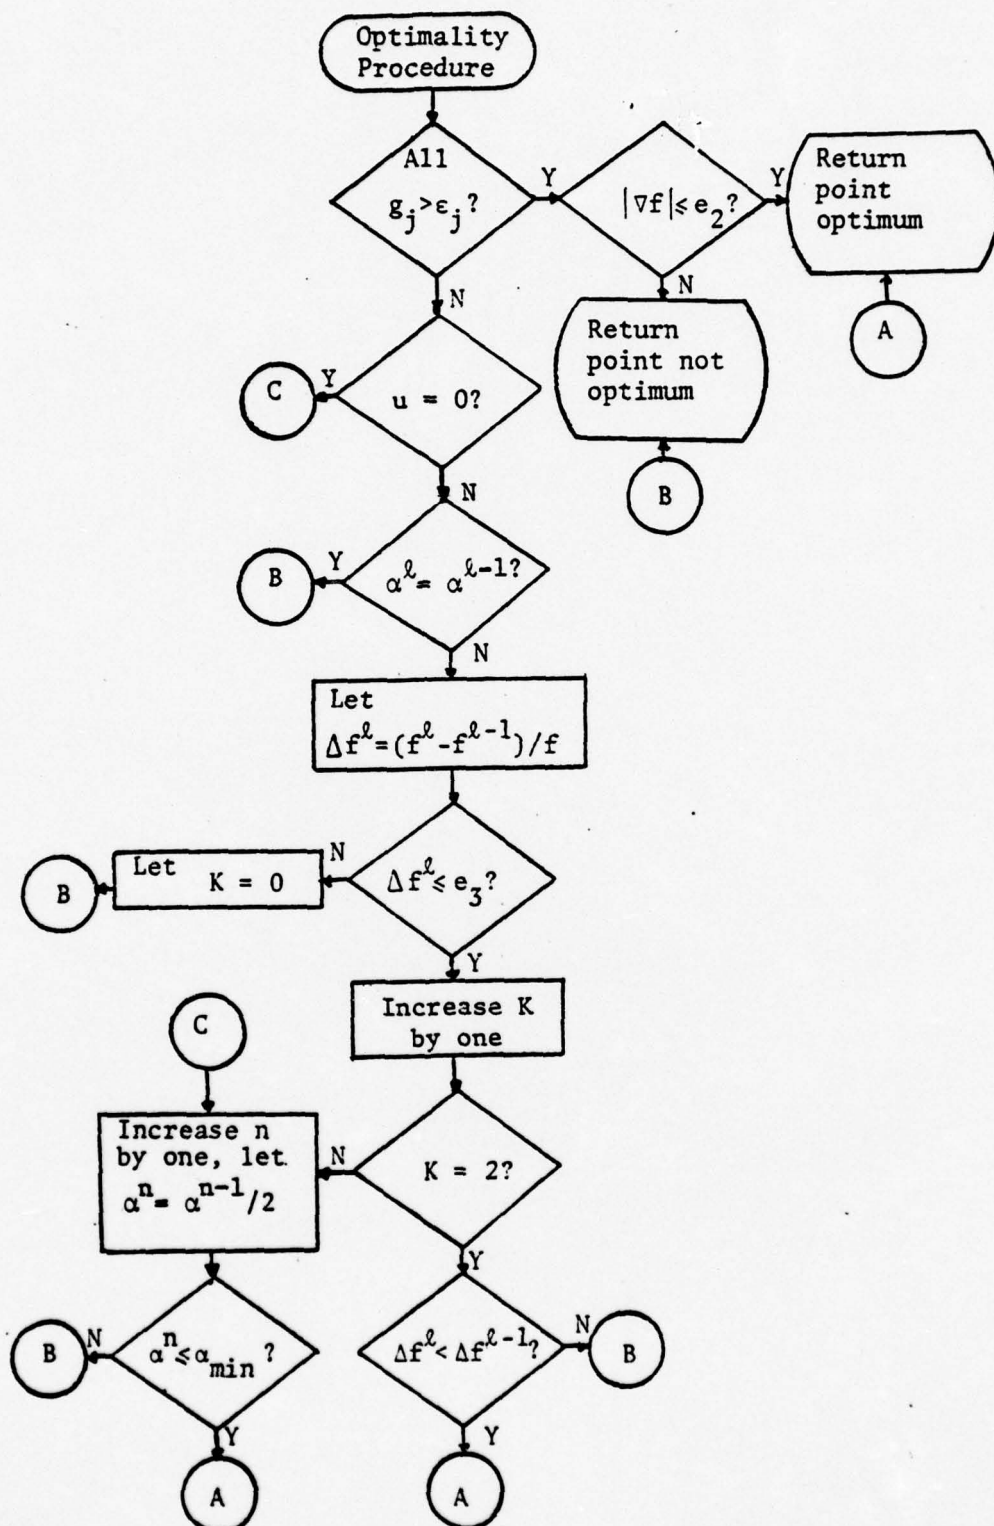 Optimality
Procedure
All
g_j>ε_j?
Y
|∇f|≤e_2?
Y
Return
point
optimum
N
N
A
Return
point not
optimum
C
Y
u = 0?
B
N
B
Y
α^ℓ= α^ℓ-1?
N
Let
Δf^ℓ=(f^ℓ-f^ℓ-1)/f
B
Let
K = 0
N
Δf^ℓ≤e_3?
Y
Increase K
by one
C
Increase n
by one, let
α^n= α^n-1/2
N
K = 2?
Y
B
N
α^n≤α_min ?
Δf^ℓ<Δf^ℓ-1?
N
B
Y
Y
A
A